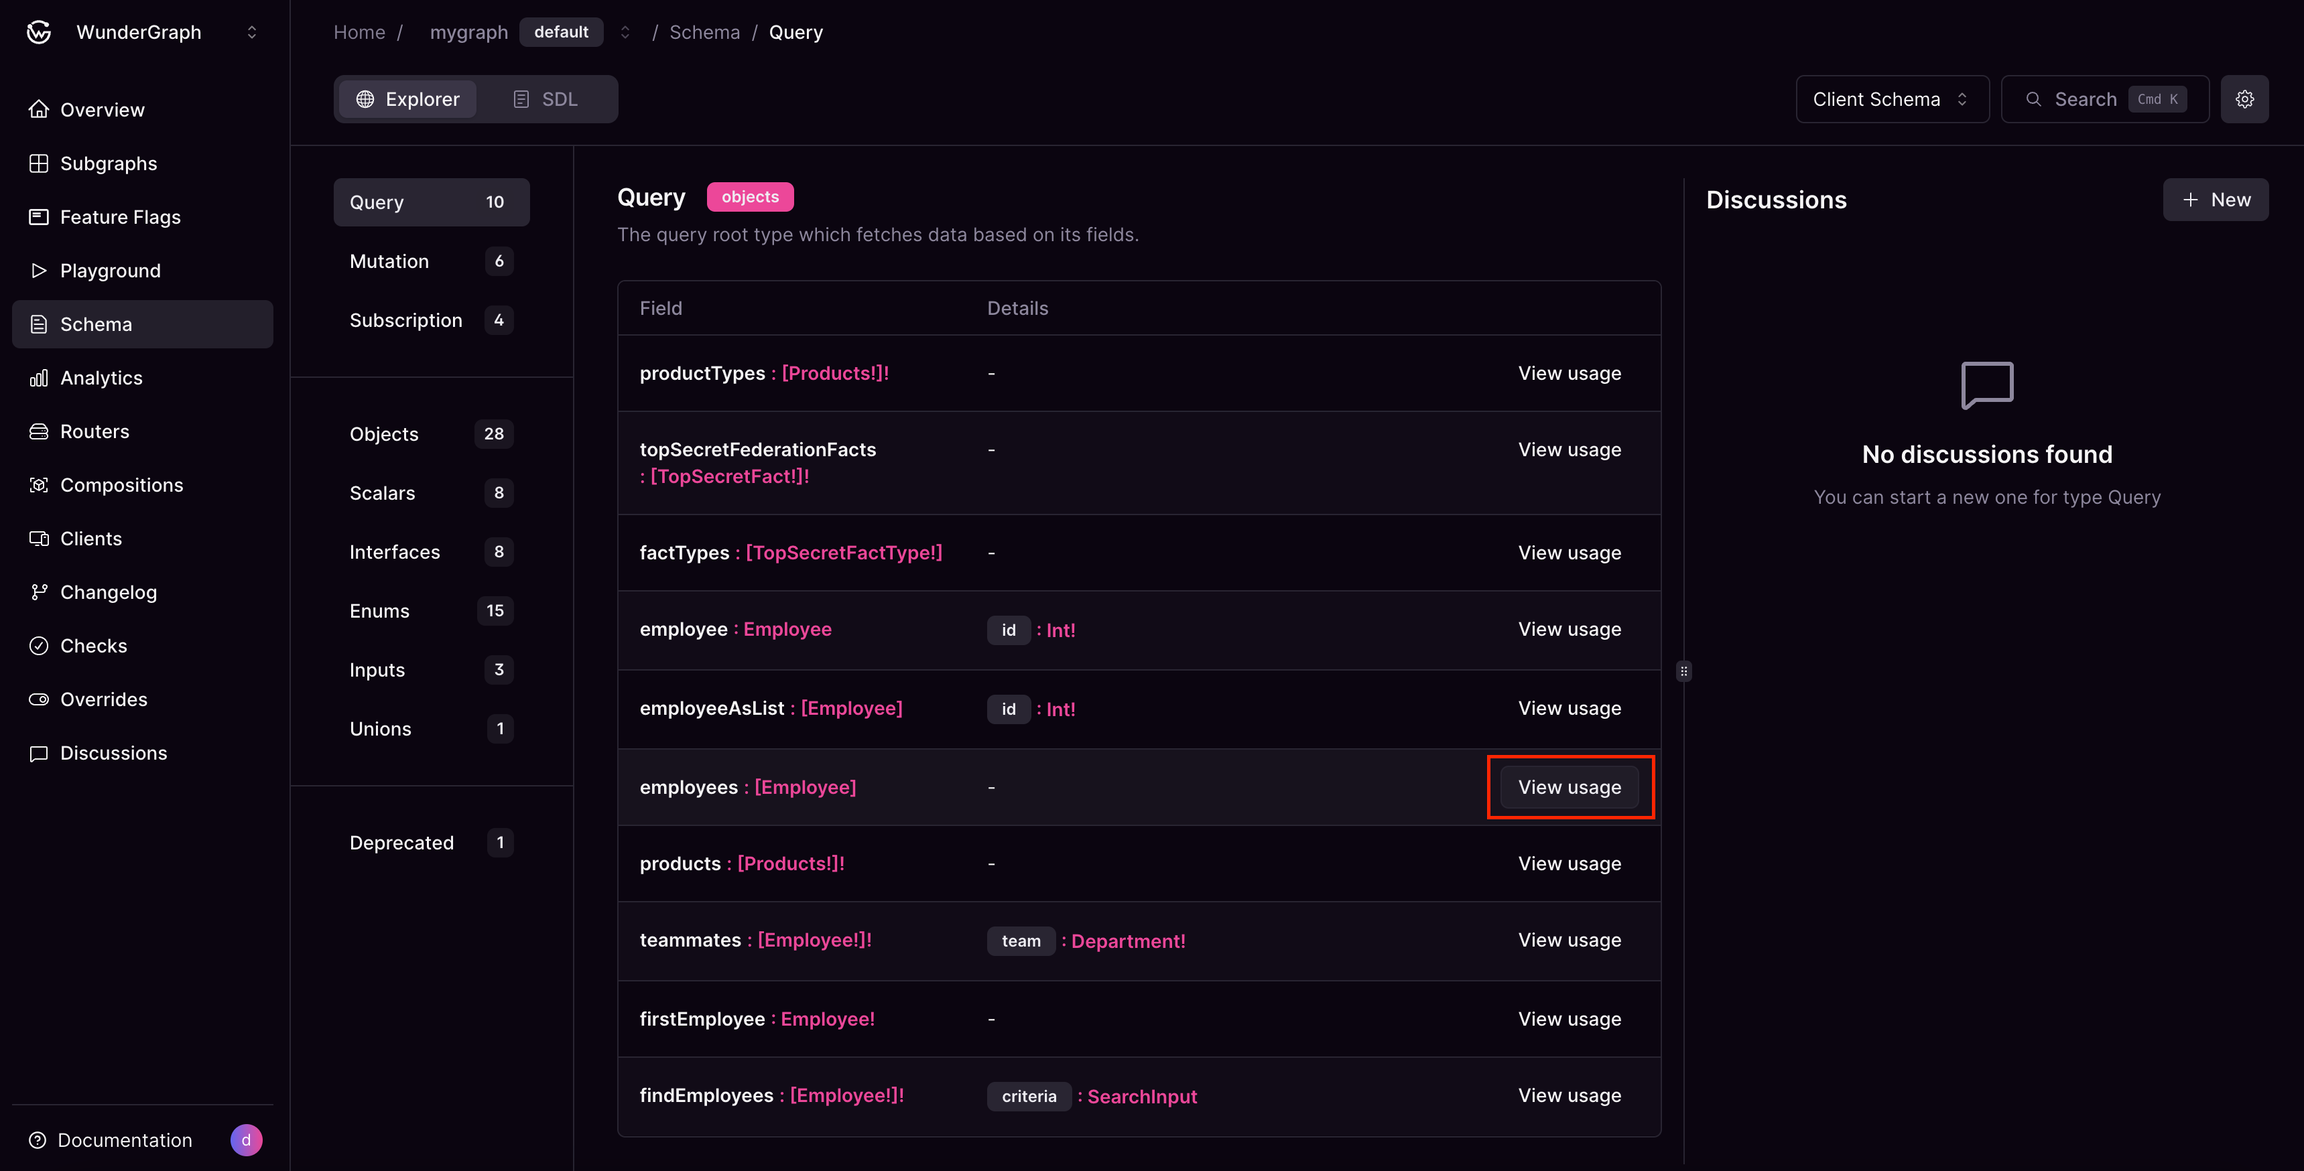 WunderGraph
Overview
Subgraphs
Feature Flags
Playground
Schema
Analytics
Routers
Compositions
Clients
Changelog
Checks
Overrides
Discussions
Documentation
d
Home / mygraph default / Schema / Query
Explorer SDL
Client Schema
Search Cmd K
Query 10
Mutation 6
Subscription 4
Objects 28
Scalars 8
Interfaces 8
Enums 15
Inputs 3
Unions 1
Deprecated 1
Query objects
The query root type which fetches data based on its fields.
Field Details
productTypes : [Products!]! - View usage
topSecretFederationFacts - View usage
: [TopSecretFact!]!
factTypes : [TopSecretFactType!] - View usage
employee : Employee id : Int! View usage
employeeAsList : [Employee] id : Int! View usage
employees : [Employee] - View usage
products : [Products!]! - View usage
teammates : [Employee!]! team : Department! View usage
firstEmployee : Employee! - View usage
findEmployees : [Employee!]! criteria : SearchInput View usage
Discussions
+ New
No discussions found
You can start a new one for type Query